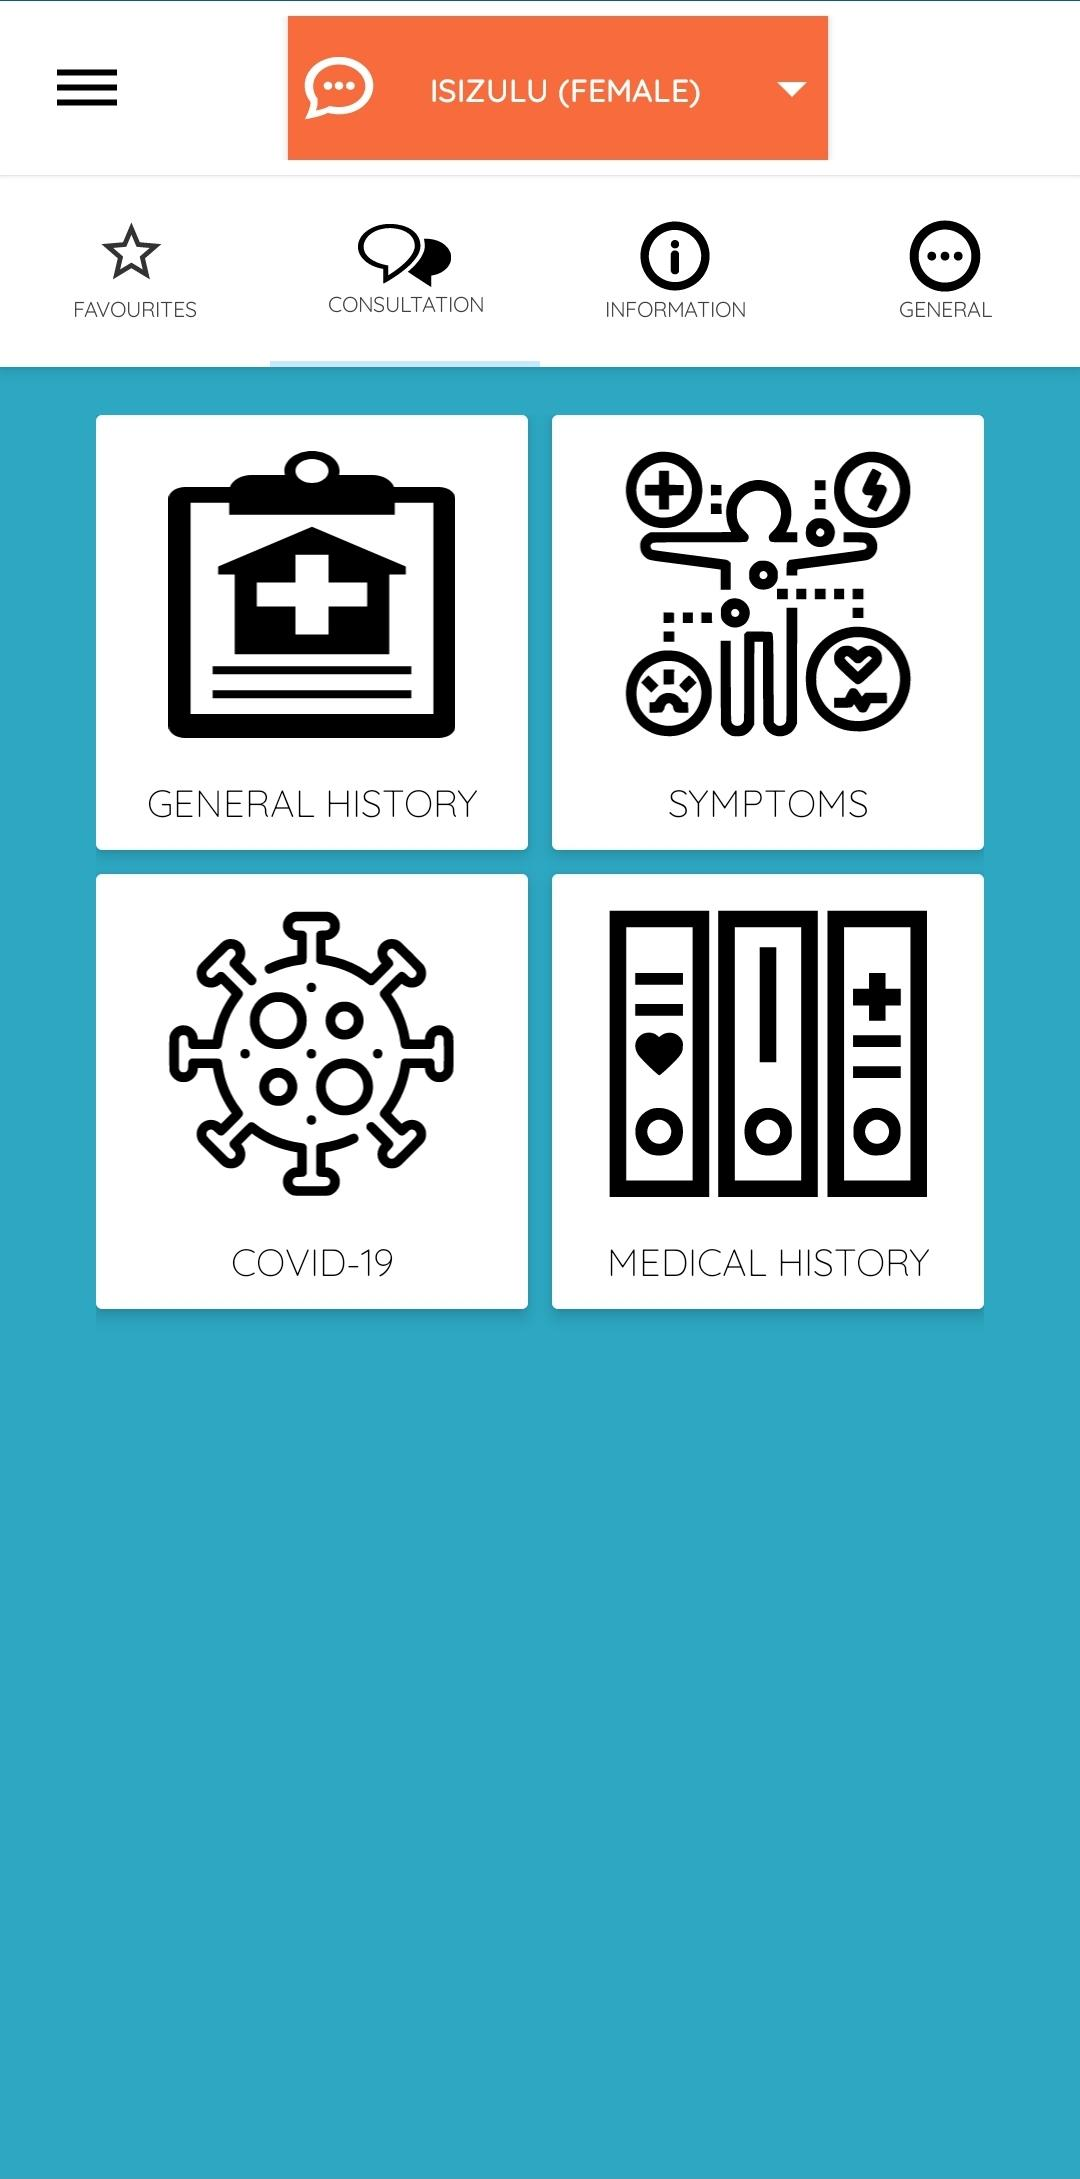 ISIZULU (FEMALE)
FAVOURITES
CONSULTATION
INFORMATION
GENERAL
GENERAL HISTORY
SYMPTOMS
COVID-19
MEDICAL HISTORY